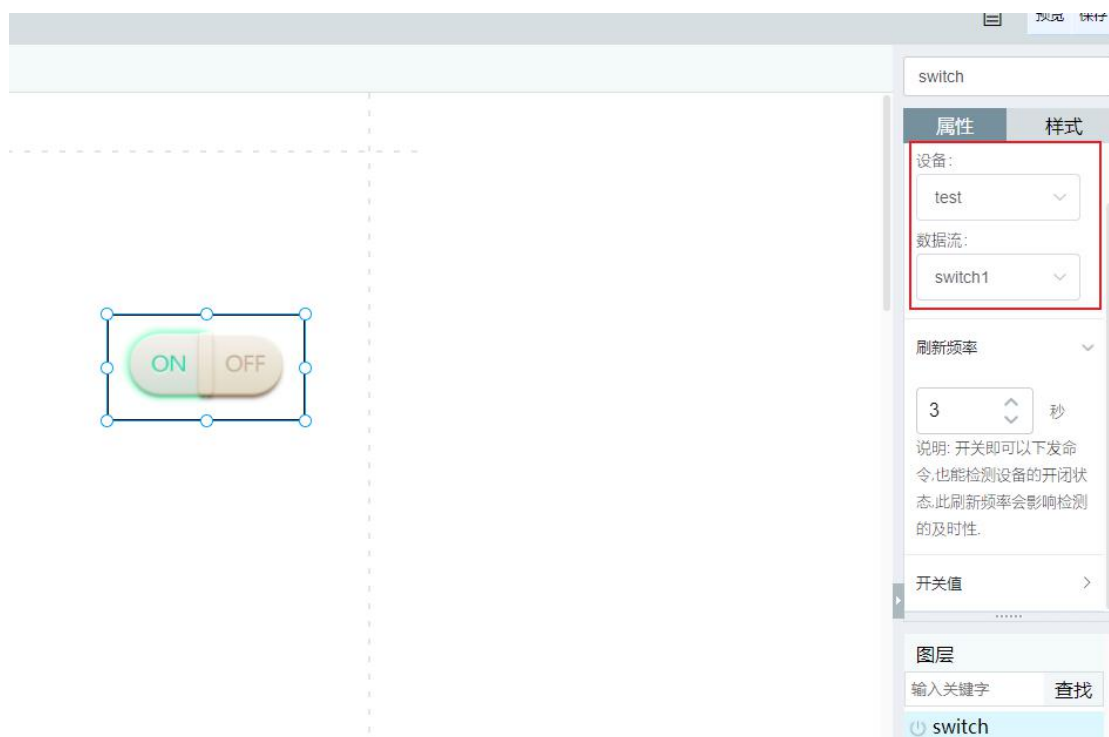 预览 保存
switch
属性 样式
设备:
test
数据流:
switch1
ON OFF
刷新频率
3 秒
说明: 开关即可以下发命
令,也能检测设备的开闭状
态,此刷新频率会影响检测
的及时性.
开关值
图层
输入关键字 查找
switch